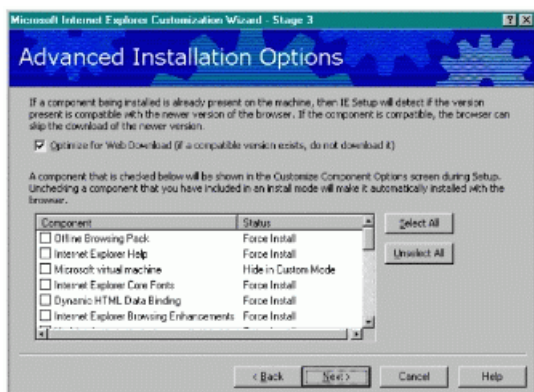 Microsoft Internet Explorer Customization Wizard - Stage 3
Advanced Installation Options
If a component being installed is already present on the machine, then IE Setup will detect if the version
present is compatible with the newer version of the browser. If the component is compatible, the browser can
skip the download of the newer version.
Optimize for Web Download (if a compatible version exists, do not download it)
A component that is checked below will be shown in the Customize Component Options screen during Setup.
Unchecking a component that you have included in an install mode will make it automatically installed with the
browser.
Component Status
Offline Browsing Pack Force Install
Internet Explorer Help Force Install
Microsoft virtual machine Hide in Custom Mode
Internet Explorer Core Fonts Force Install
Dynamic HTML Data Binding Force Install
Internet Explorer Browsing Enhancements Force Install
Select All
Unselect All
< Back Next > Cancel Help